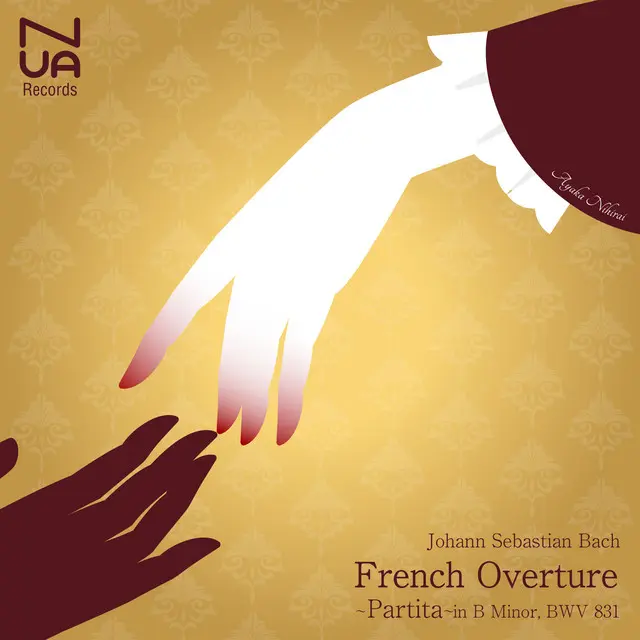 NUA
Records
Ayaka Nihirai
Johann Sebastian Bach
French Overture
~Partita~in B Minor, BWV 831